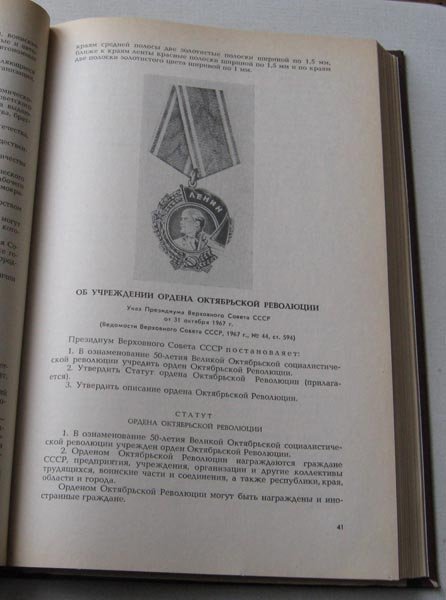 краям средней полосы две золотистые полоски шириной по 1,5 мм,
ближе к краям ленты красные полоски шириной по 1,5 мм и по краям
две полоски золотистого цвета шириной по 1 мм.
ЛЕНИН
ОБ УЧРЕЖДЕНИИ ОРДЕНА ОКТЯБРЬСКОЙ РЕВОЛЮЦИИ
Указ Президиума Верховного Совета СССР
от 31 октября 1967 г.
(Ведомости Верховного Совета СССР, 1967 г., № 44, ст. 594)
Президиум Верховного Совета СССР постановляет:
1. В ознаменование 50-летия Великой Октябрьской социалистиче-
ской революции учредить орден Октябрьской Революции.
2. Утвердить Статут ордена Октябрьской Революции (прилага-
ется).
3. Утвердить описание ордена Октябрьской Революции.
СТАТУТ
ОРДЕНА ОКТЯБРЬСКОЙ РЕВОЛЮЦИИ
1. В ознаменование 50-летия Великой Октябрьской социалистиче-
ской революции учрежден орден Октябрьской Революции.
2. Орденом Октябрьской Революции награждаются граждане
СССР, предприятия, учреждения, организации и другие коллективы
трудящихся, воинские части и соединения, а также республики, края,
области и города.
Орденом Октябрьской Революции могут быть награждены и ино-
странные граждане.
41